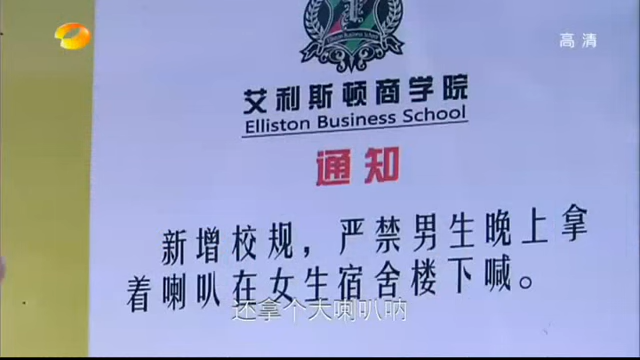 高清
艾利斯顿商学院
Elliston Business School
通知
新增校规，严禁男生晚上拿
着喇叭在女生宿舍楼下喊。
还拿个大喇叭呐